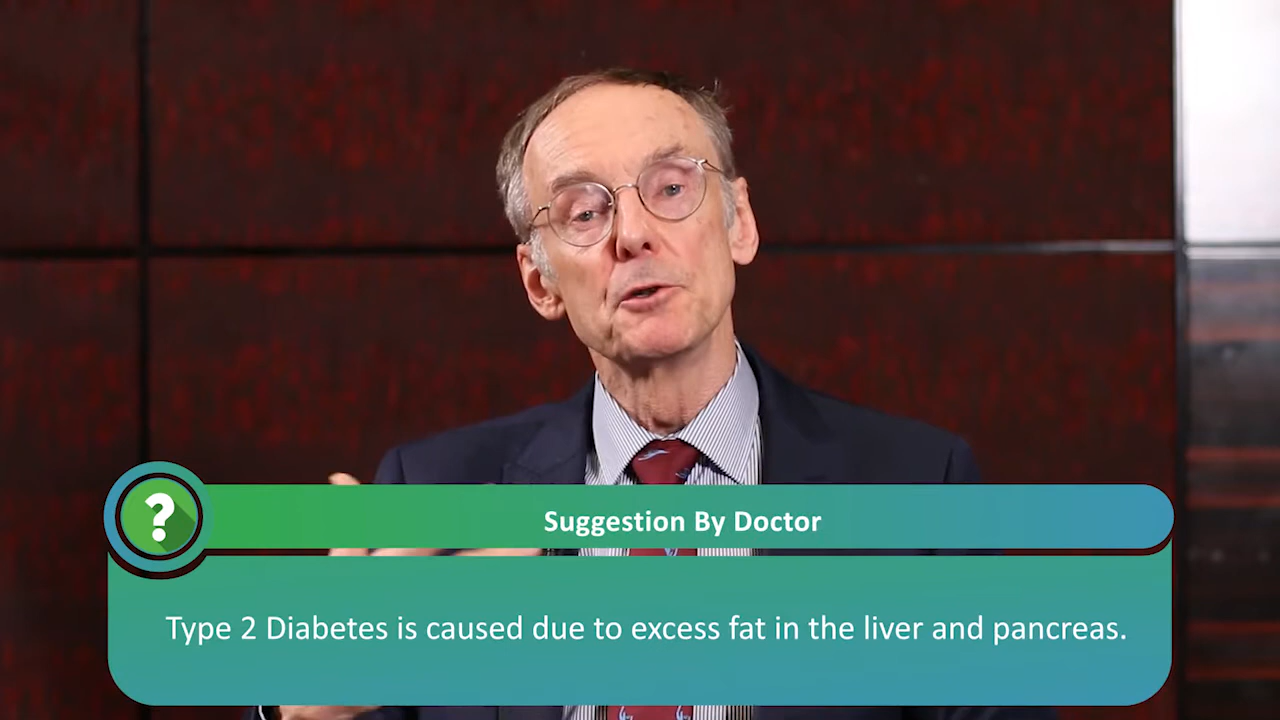 ?
Suggestion By Doctor
Type 2 Diabetes is caused due to excess fat in the liver and pancreas.